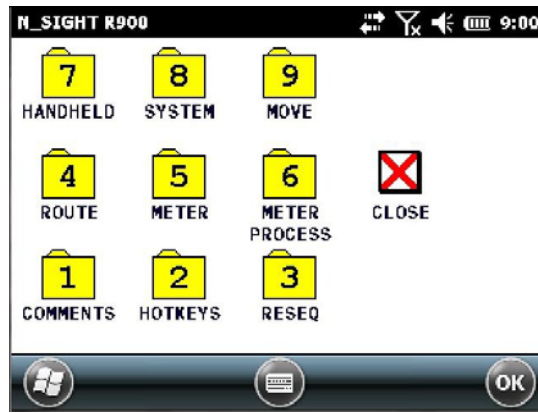 N_SIGHT R900 9:00
7 8 9
HANDHELD SYSTEM MOVE
4 5 6
ROUTE METER METER PROCESS CLOSE
1 2 3
COMMENTS HOTKEYS RESEQ
OK